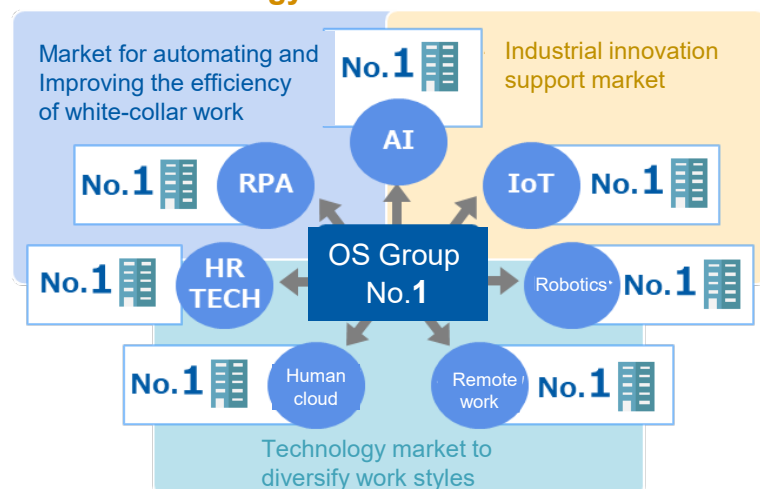 gy
Market for automating and
Improving the efficiency
of white-collar work
No.1
Industrial innovation
support market
AI
No.1
RPA
IoT
No.1
OS Group
No.1
No.1
HR
TECH
Robotics
No.1
No.1
Human
cloud
Remote
work
No.1
Technology market to
diversify work styles